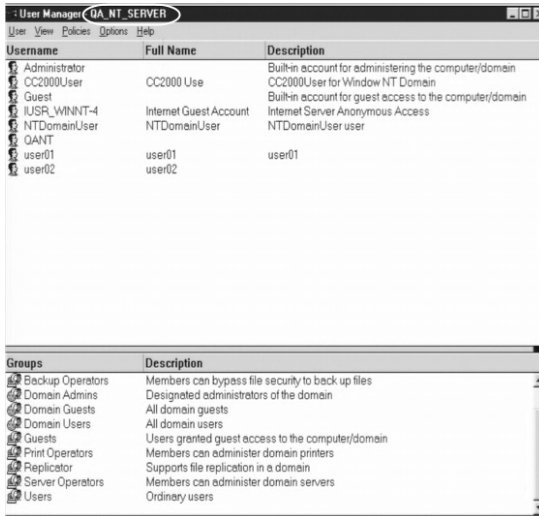 User Manager QA_NT_SERVER
User View Policies Options Help
Username Full Name Description
Administrator Built-in account for administering the computer/domain
CC2000User CC2000 Use CC2000User for Window NT Domain
Guest Built-in account for guest access to the computer/domain
IUSR_WINNT-4 Internet Guest Account Internet Server Anonymous Access
NTDomainUser NTDomainUser NTDomainUser user
QANT
user01 user01 user01
user02 user02
Groups Description
Backup Operators Members can bypass file security to back up files
Domain Admins Designated administrators of the domain
Domain Guests All domain guests
Domain Users All domain users
Guests Users granted guest access to the computer/domain
Print Operators Members can administer domain printers
Replicator Supports file replication in a domain
Server Operators Members can administer domain servers
Users Ordinary users